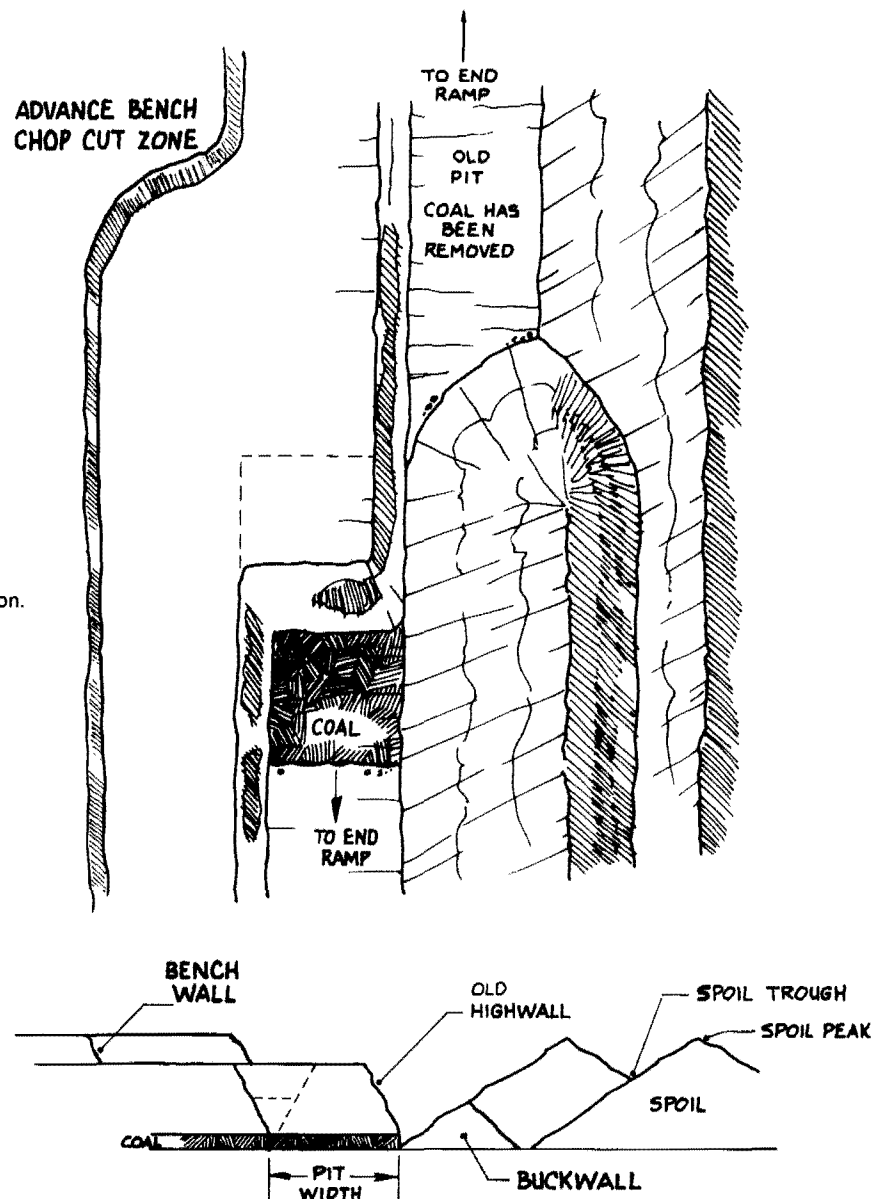 TO END
RAMP
ADVANCE BENCH
CHOP CUT ZONE
OLD
PIT
COAL HAS
BEEN
REMOVED
on.
COAL
TO END
RAMP
BENCH
WALL
OLD
HIGHWALL
SPOIL TROUGH
SPOIL PEAK
SPOIL
COAL
PIT
WIDTH
BUCKWALL